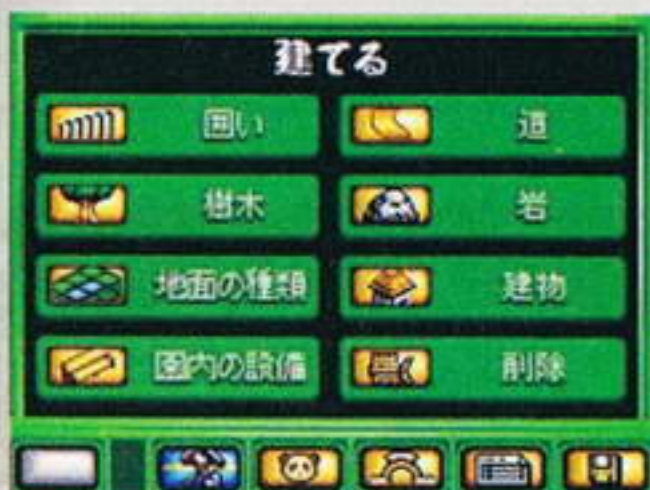 建てる
囲い
道
樹木
岩
地面の種類
建物
園内の設備
削除